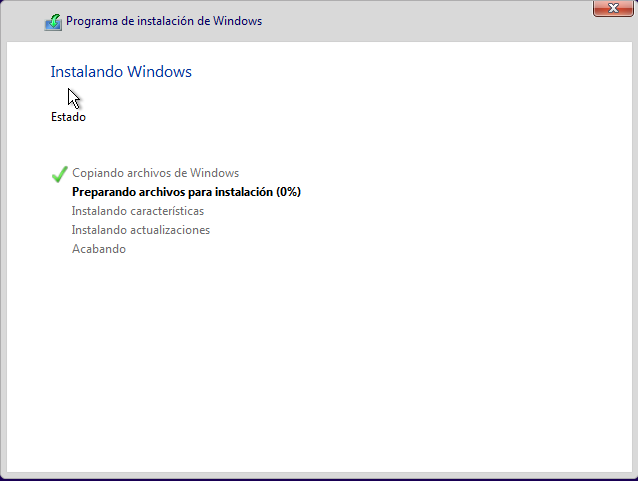 Programa de instalación de Windows
Instalando Windows
Estado
Copiando archivos de Windows
Preparando archivos para instalación (0%)
Instalando características
Instalando actualizaciones
Acabando